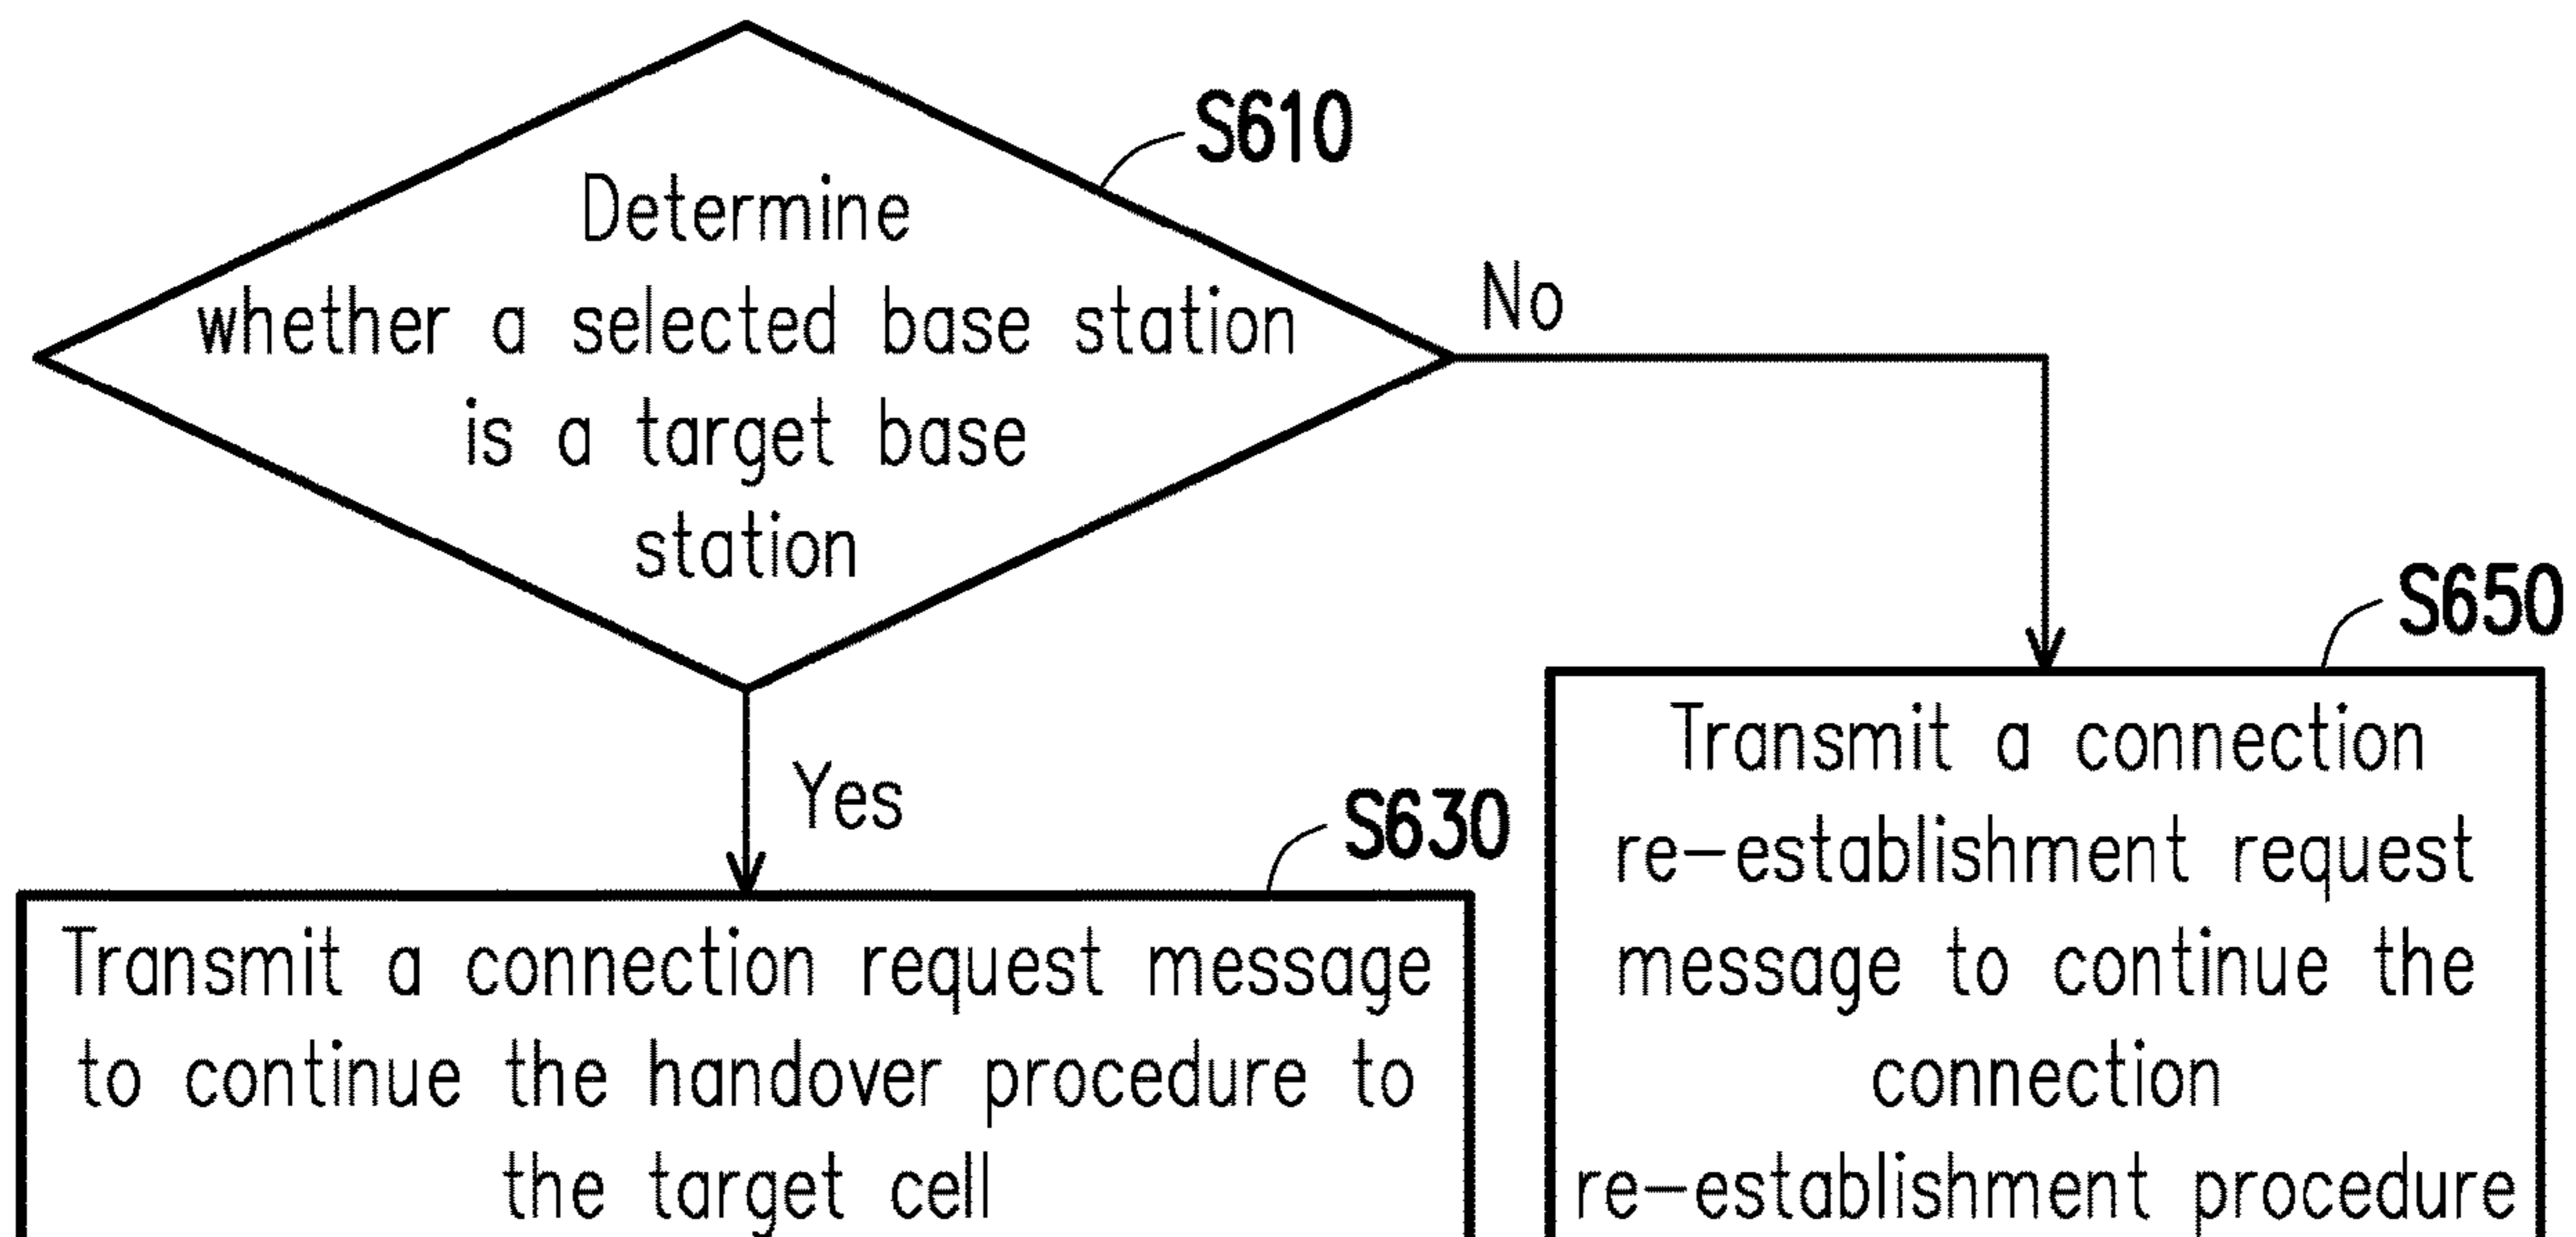 S610
Determine
whether a selected base station
is a target base
station
No
Yes
S630
Transmit a connection request message
to continue the handover procedure to
the target cell
S650
Transmit a connection
re-establishment request
message to continue the
connection
re-establishment procedure